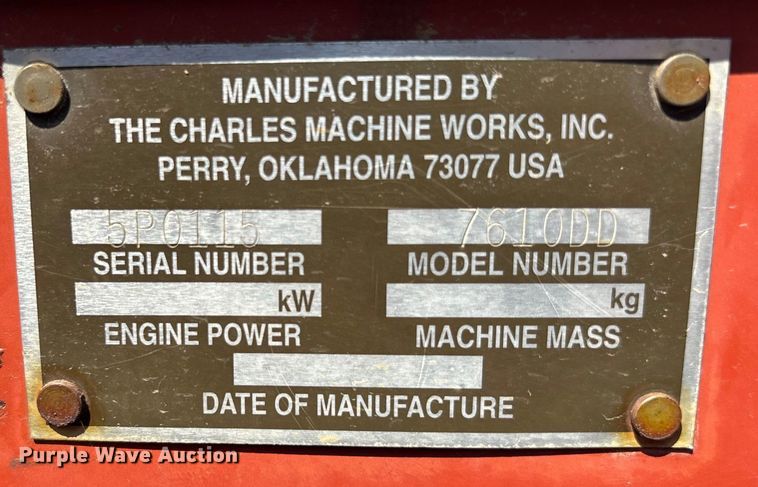 MANUFACTURED BY
THE CHARLES MACHINE WORKS, INC.
PERRY, OKLAHOMA 73077 USA
5P0115 7610DD
SERIAL NUMBER MODEL NUMBER
kW kg
ENGINE POWER MACHINE MASS
DATE OF MANUFACTURE
Purple Wave Auction